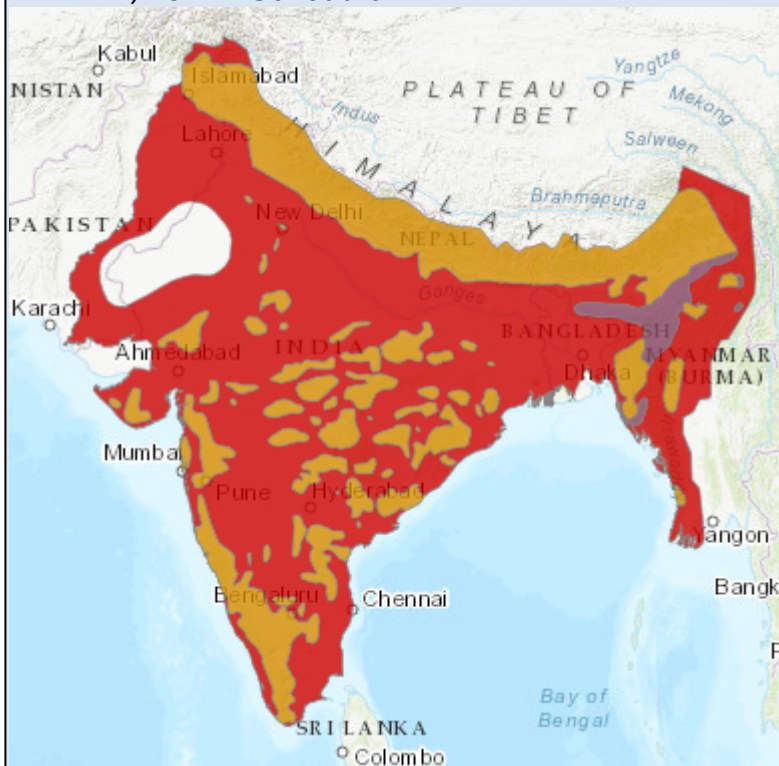 Kabul
Islamabad
NISTAN
PLATEAU OF
TIBET
Yangtze
Mekong
Salween
Indus
Lahore
HIMALAYA
Brahmaputra
PAKISTAN
New Delhi
NEPAL
Ganges
Karachi
Ahmedabad
INDIA
BANGLADESH
Dhaka
MYANMAR
(BURMA)
Mumbai
Pune
Hyderabad
Irrawaddy
Yangon
Bengaluru
Chennai
Bangk
Bay of
Bengal
SRI LANKA
Colombo